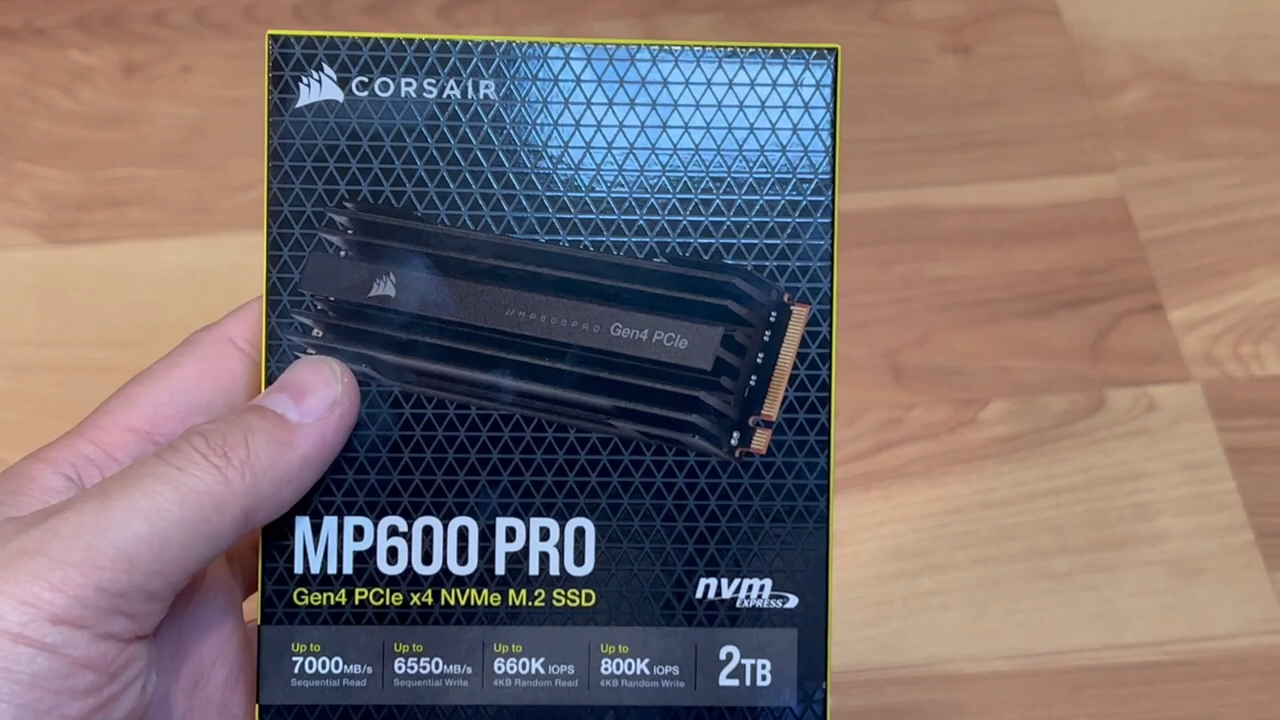 CORSAIR
//MP600PRO Gen4 PCIe
MP600 PRO
Gen4 PCIe x4 NVMe M.2 SSD
nvm
EXPRESS
Up to
7000MB/s
Sequential Read
Up to
6550MB/s
Sequential Write
Up to
660K IOPS
4KB Random Read
Up to
800K IOPS
4KB Random Write
2TB